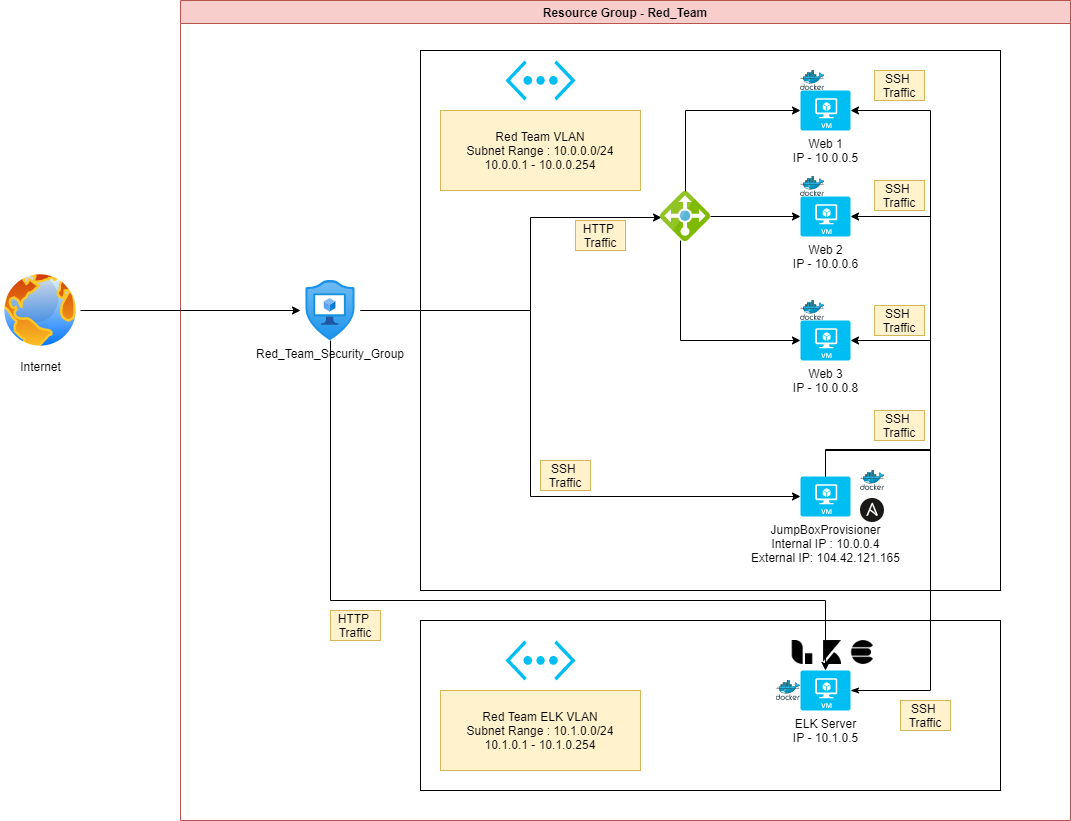 Resource Group - Red_Team
Red Team VLAN
Subnet Range : 10.0.0.0/24
10.0.0.1 - 10.0.0.254
docker
VM
Web 1
IP - 10.0.0.5
SSH
Traffic
docker
VM
Web 2
IP - 10.0.0.6
SSH
Traffic
HTTP
Traffic
docker
VM
Web 3
IP - 10.0.0.8
SSH
Traffic
Internet
Red_Team_Security_Group
SSH
Traffic
SSH
Traffic
VM
docker
JumpBoxProvisioner
Internal IP : 10.0.0.4
External IP: 104.42.121.165
HTTP
Traffic
Red Team ELK VLAN
Subnet Range : 10.1.0.0/24
10.1.0.1 - 10.1.0.254
docker
VM
ELK Server
IP - 10.1.0.5
SSH
Traffic